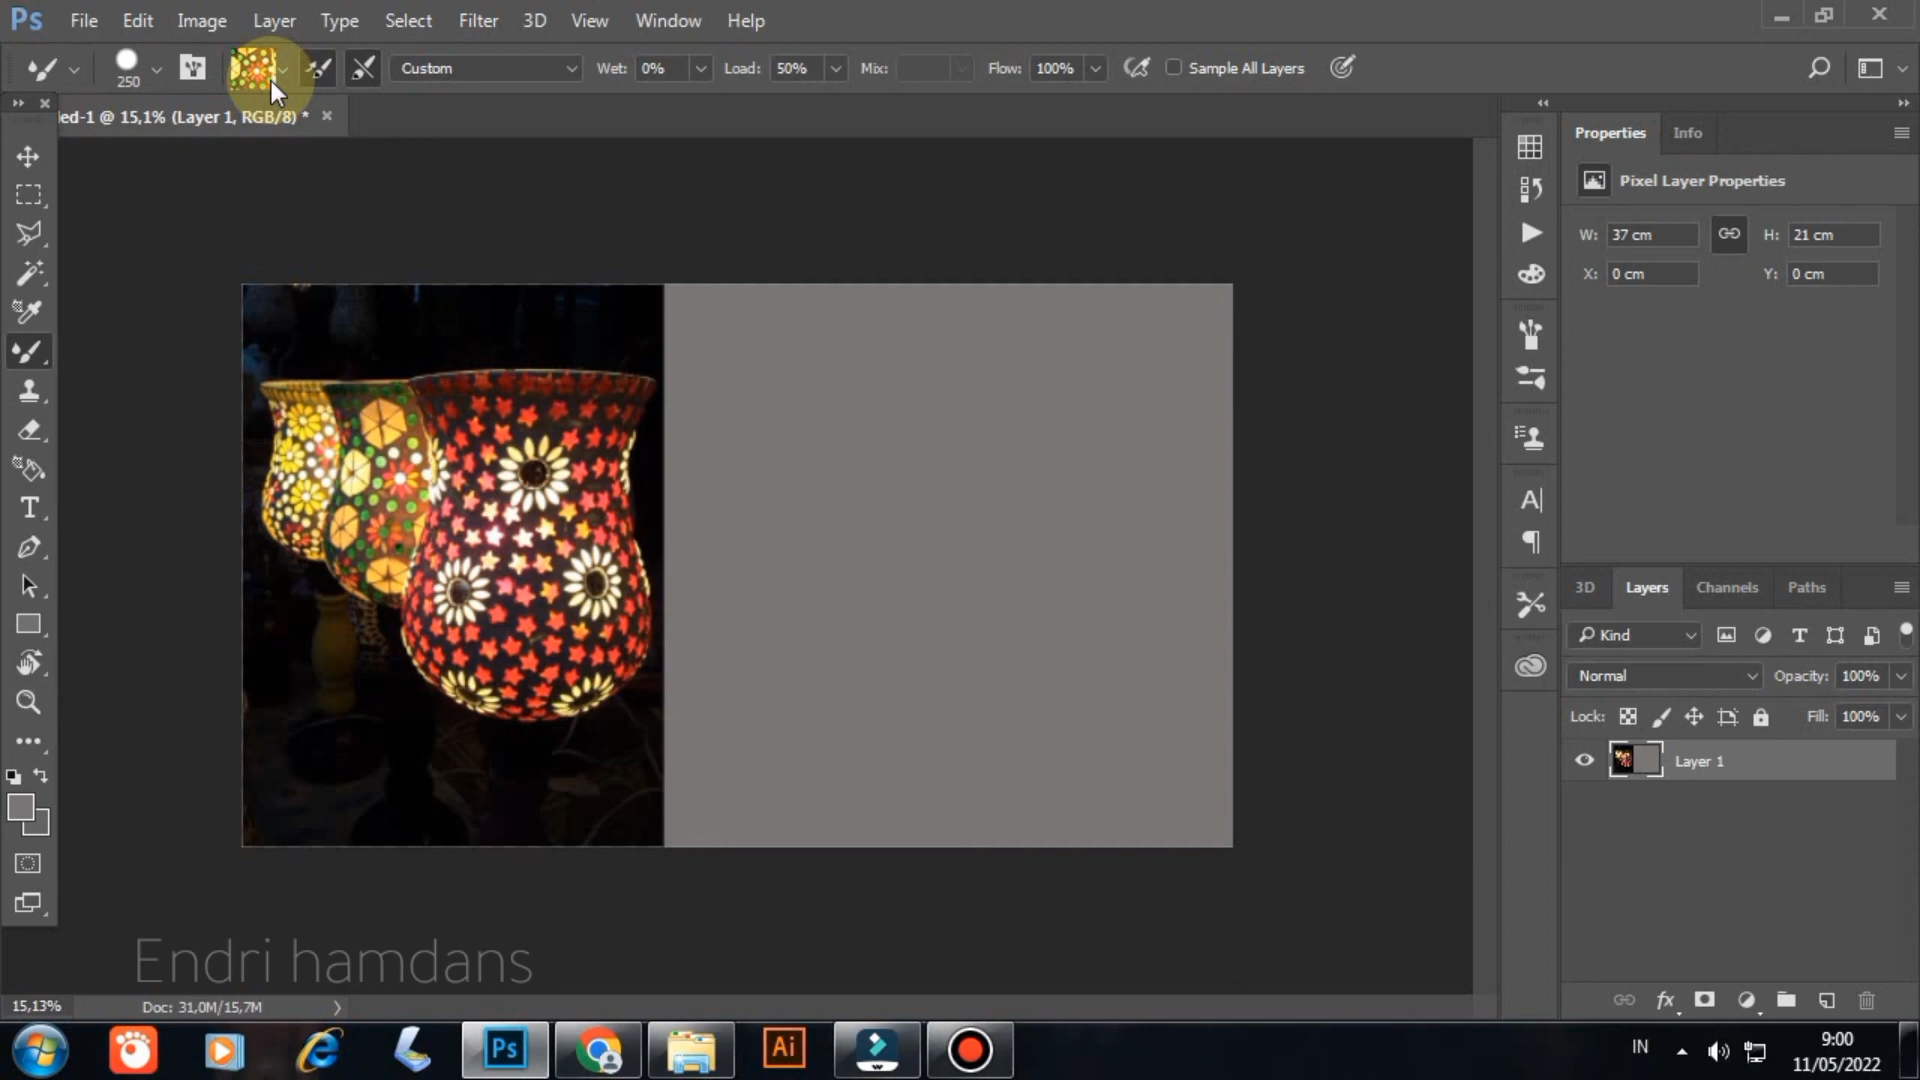 Ps File Edit Image Layer Type Select Filter 3D View Window Help
250 Custom Wet: 0% Load: 50% Mix: Flow: 100% Sample All Layers
led-1 @ 15,1% (Layer 1, RGB/8) *
Properties Info
Pixel Layer Properties
W: 37 cm H: 21 cm
X: 0 cm Y: 0 cm
3D Layers Channels Paths
Kind
Normal Opacity: 100%
Lock: Fill: 100%
Layer 1
Endri hamdans
15,13% Doc: 31,0M/15,7M
Ps Ai IN 9:00
11/05/2022